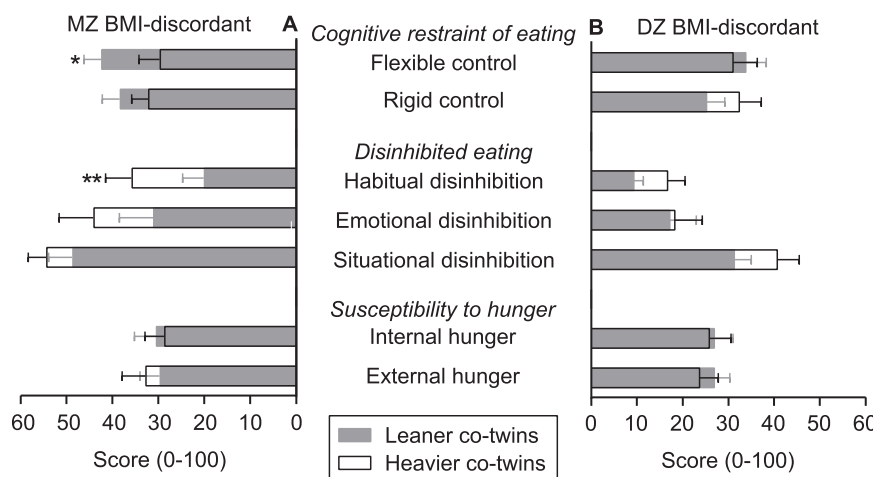 MZ BMI-discordant A
Cognitive restraint of eating
B DZ BMI-discordant
*
Flexible control
Rigid control
Disinhibited eating
**
Habitual disinhibition
Emotional disinhibition
Situational disinhibition
Susceptibility to hunger
Internal hunger
External hunger
60 50 40 30 20 10 0
0 10 20 30 40 50 60
Score (0-100)
Leaner co-twins
Heavier co-twins
Score (0-100)